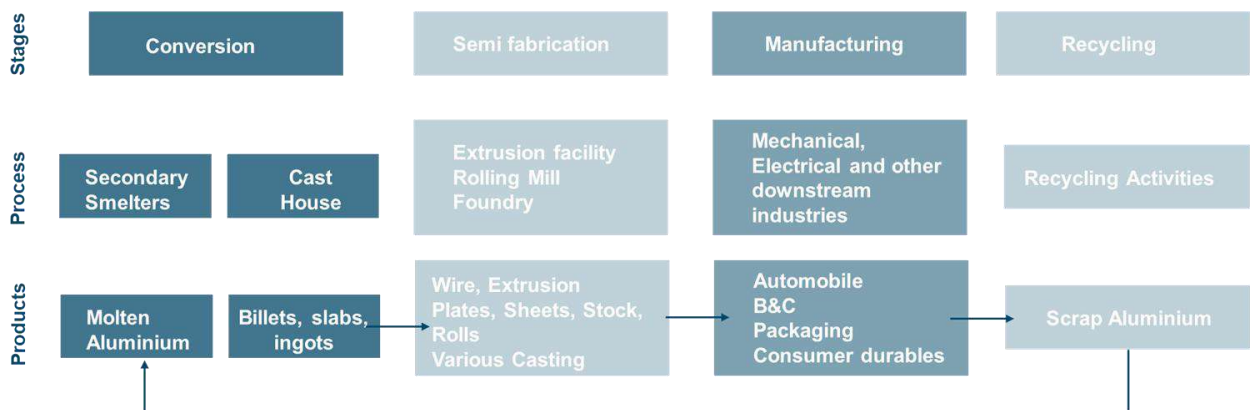 Stages
Conversion
Semi fabrication
Manufacturing
Recycling
Process
Secondary
Smelters
Cast
House
Extrusion facility
Rolling Mill
Foundry
Mechanical,
Electrical and other
downstream
industries
Recycling Activities
Products
Molten
Aluminium
Billets, slabs,
ingots
Wire, Extrusion
Plates, Sheets, Stock,
Rolls
Various Casting
Automobile
B&C
Packaging
Consumer durables
Scrap Aluminium